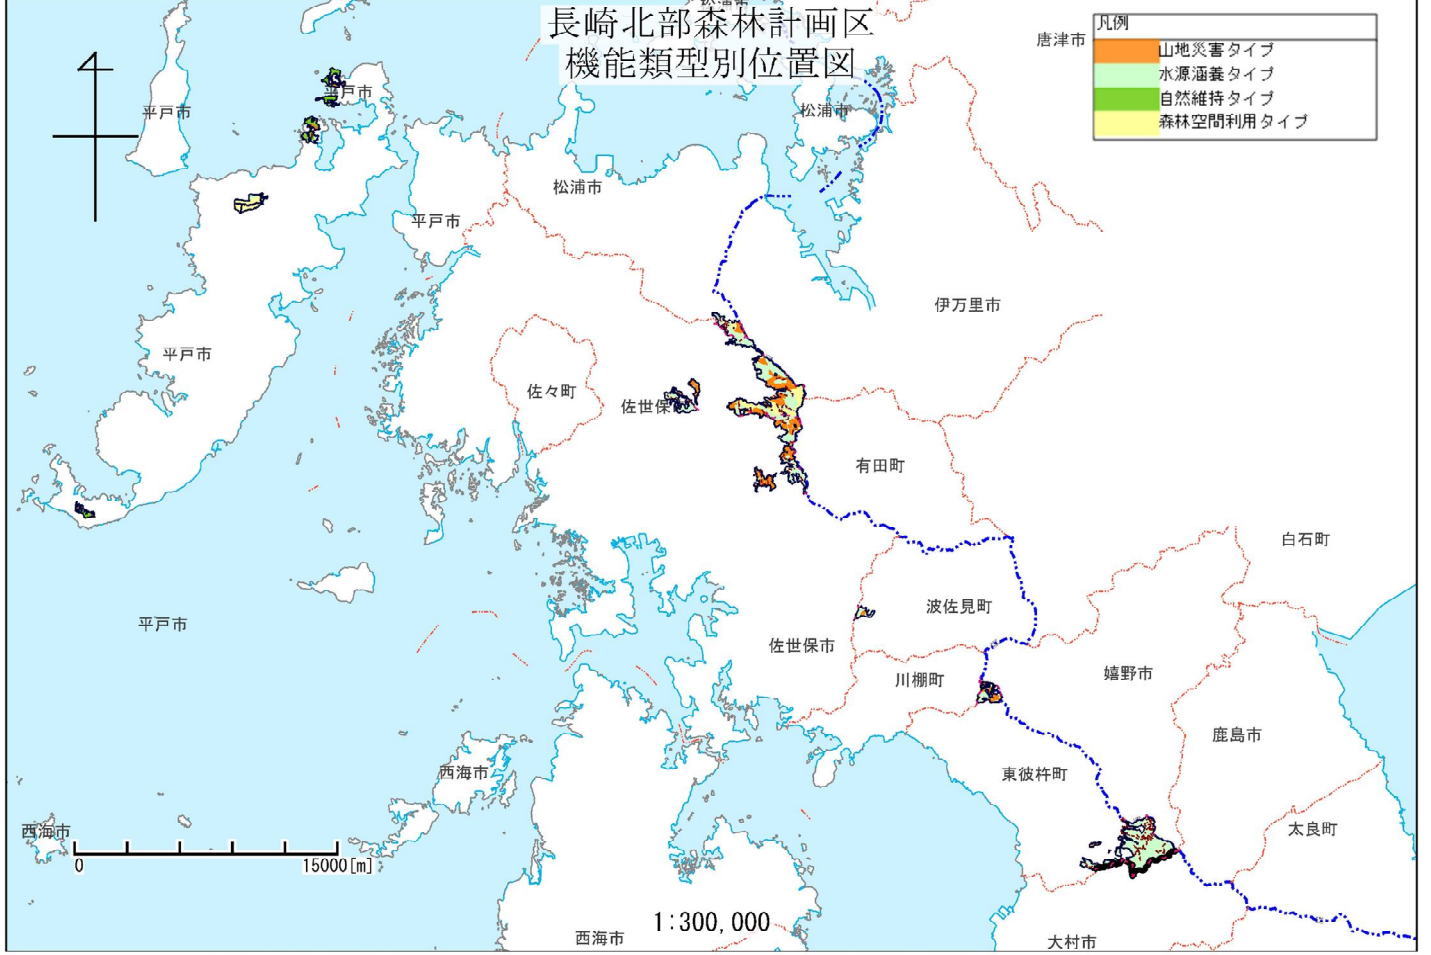 長崎北部森林計画区
機能類型別位置図
凡例
山地災害タイプ
水源涵養タイプ
自然維持タイプ
森林空間利用タイプ
唐津市
平戸市
平戸市
松浦市
松浦市
平戸市
伊万里市
平戸市
佐々町
佐世保
有田町
白石町
波佐見町
平戸市
佐世保市
川棚町
嬉野市
鹿島市
西海市
東彼杵町
西海市
太良町
0
15000[m]
1:300,000
西海市
大村市